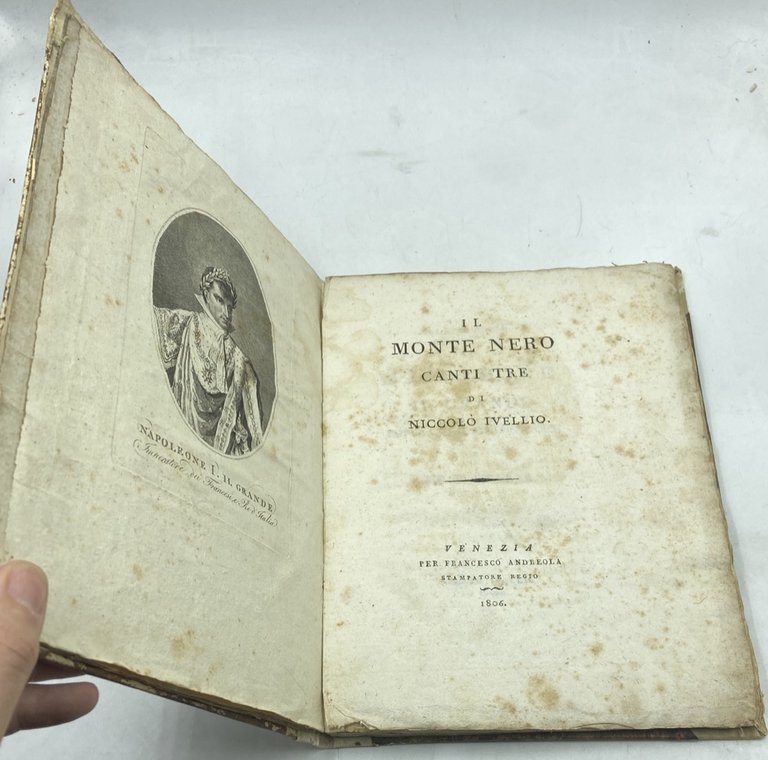 NAPOLEONE I. IL GRANDE
Imperatore de' Francesi e Re d'Italia
IL
MONTE NERO
CANTI TRE
DI
NICCOLÒ IVELLIO.
VENEZIA
PER FRANCESCO ANDREOLA
STAMPATORE REGIO
1806.